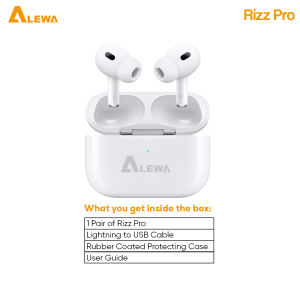 ALEWA
Rizz Pro
ALEWA
What you get inside the box:
1 Pair of Rizz Pro
Lightning to USB Cable
Rubber Coated Protecting Case
User Guide